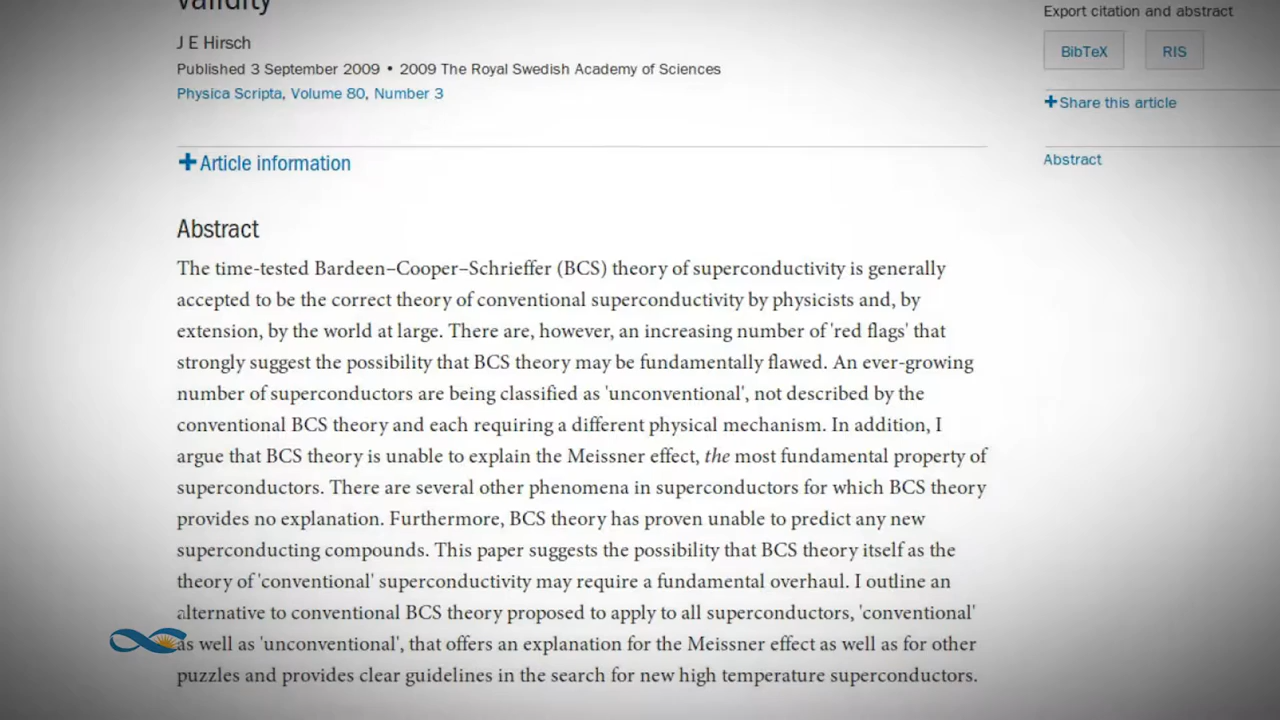 validity
J E Hirsch
Published 3 September 2009 • 2009 The Royal Swedish Academy of Sciences
Physica Scripta, Volume 80, Number 3
+Article information
Abstract
The time-tested Bardeen–Cooper–Schrieffer (BCS) theory of superconductivity is generally
accepted to be the correct theory of conventional superconductivity by physicists and, by
extension, by the world at large. There are, however, an increasing number of 'red flags' that
strongly suggest the possibility that BCS theory may be fundamentally flawed. An ever-growing
number of superconductors are being classified as 'unconventional', not described by the
conventional BCS theory and each requiring a different physical mechanism. In addition, I
argue that BCS theory is unable to explain the Meissner effect, the most fundamental property of
superconductors. There are several other phenomena in superconductors for which BCS theory
provides no explanation. Furthermore, BCS theory has proven unable to predict any new
superconducting compounds. This paper suggests the possibility that BCS theory itself as the
theory of 'conventional' superconductivity may require a fundamental overhaul. I outline an
alternative to conventional BCS theory proposed to apply to all superconductors, 'conventional'
as well as 'unconventional', that offers an explanation for the Meissner effect as well as for other
puzzles and provides clear guidelines in the search for new high temperature superconductors.
Export citation and abstract
BibTeX
RIS
+Share this article
Abstract